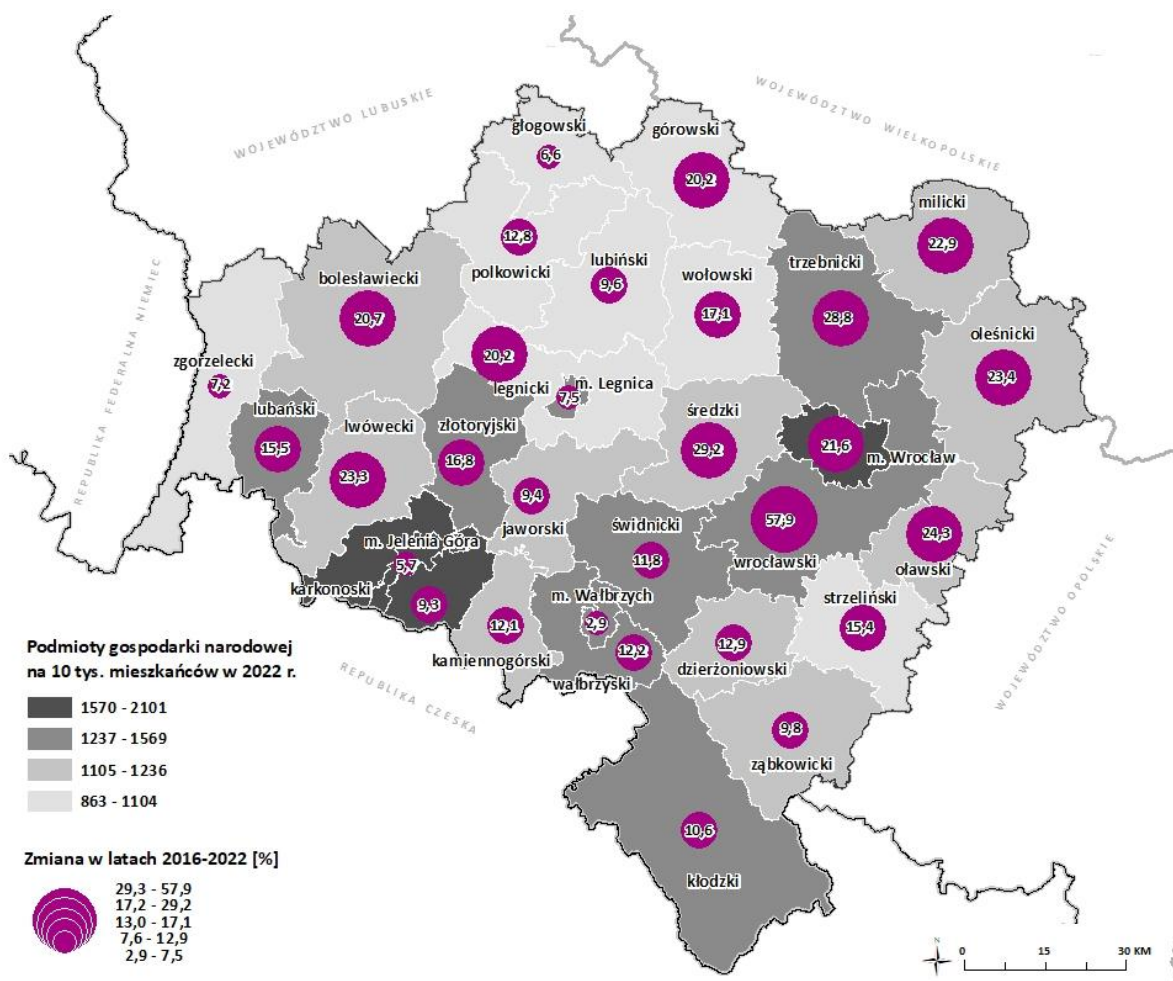 WOJEWÓDZTWO LUBUSKIE
WOJEWÓDZTWO WIELKOPOLSKIE
głogowski
6,6
górowski
20,2
milicki
22,9
12,8
polkowicki
lubiński
9,6
wołowski
17,1
trzebnicki
28,8
bolesławiecki
20,7
oleśnicki
23,4
REPUBLIKA FEDERALNA NIEMIEC
zgorzelecki
7,2
20,2
legnicki
m. Legnica
7,5
lubański
15,5
lwówecki
23,3
złotoryjski
16,8
średzki
29,2
21,6
m. Wrocław
9,4
jaworski
świdnicki
11,8
57,9
wrocławski
24,3
oławski
m. Jelenia Góra
5,7
karkonoski
9,3
12,1
kamiennogórski
m. Wałbrzych
2,9
12,2
wałbrzyski
12,9
dzierżoniowski
strzeliński
15,4
WOJEWÓDZTWO OPOLSKIE
REPUBLIKA CZESKA
9,8
ząbkowicki
10,6
kłodzki
Podmioty gospodarki narodowej
na 10 tys. mieszkańców w 2022 r.
1570 - 2101
1237 - 1569
1105 - 1236
863 - 1104
Zmiana w latach 2016-2022 [%]
29,3 - 57,9
17,2 - 29,2
13,0 - 17,1
7,6 - 12,9
2,9 - 7,5
N
0 15 30 KM